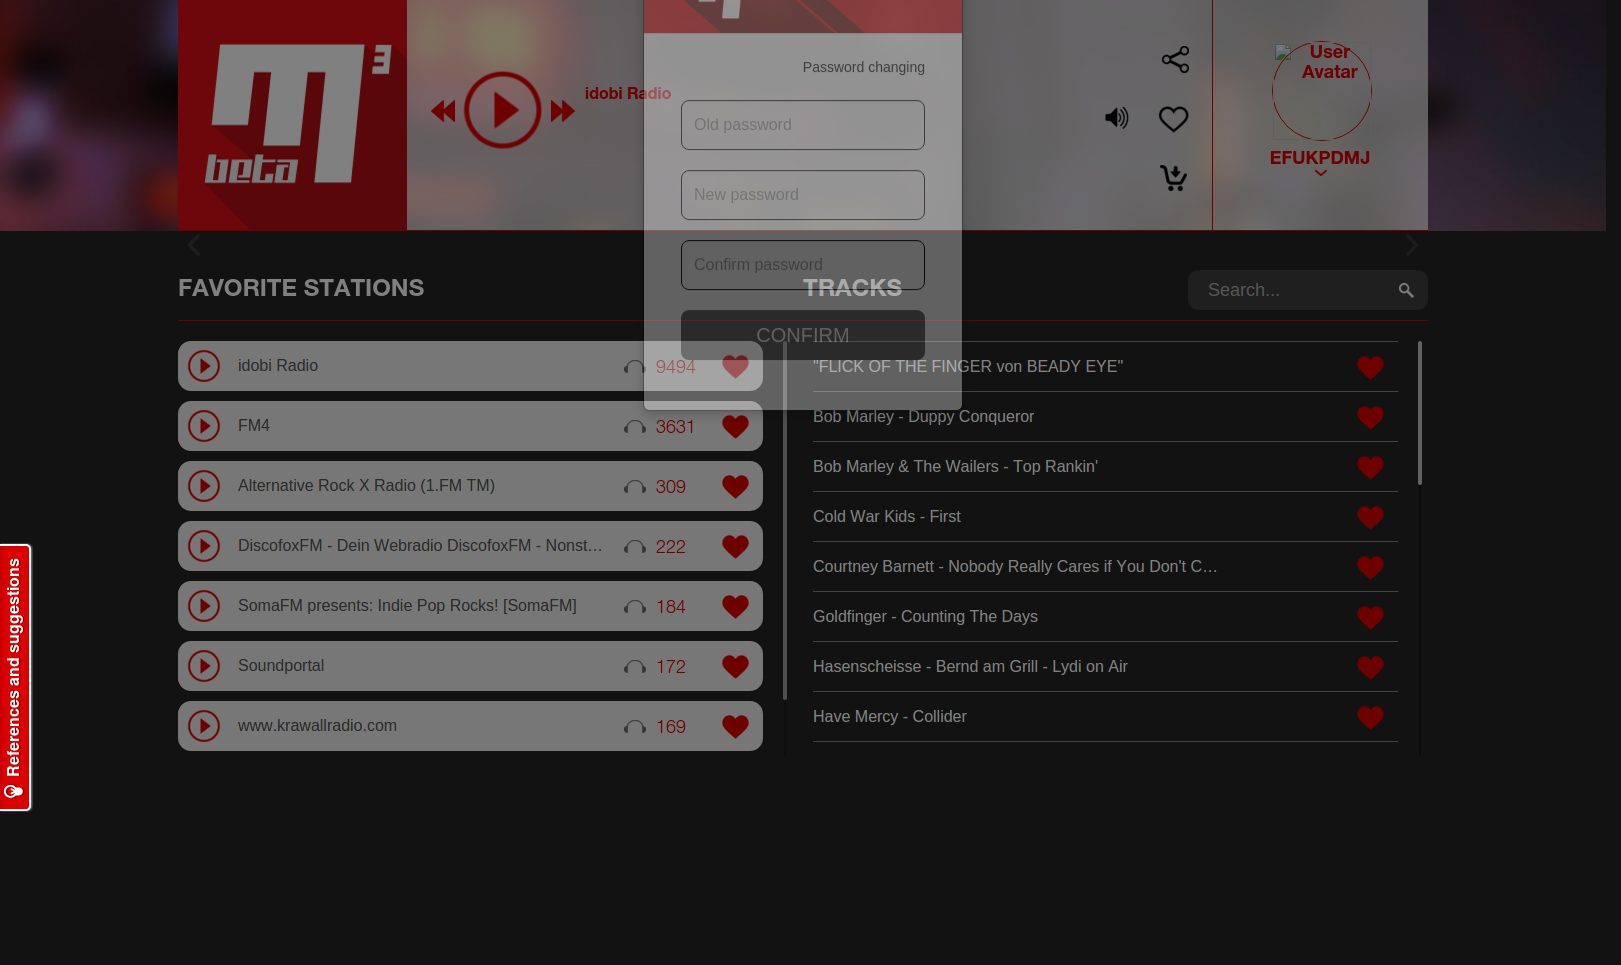 3
beta
idobi Radio
Password changing
Old password
New password
Confirm password
CONFIRM
User
Avatar
EFUKPDMJ
FAVORITE STATIONS
TRACKS
Search...
idobi Radio 9494
FM4 3631
Alternative Rock X Radio (1.FM TM) 309
DiscofoxFM - Dein Webradio DiscofoxFM - Nonst... 222
SomaFM presents: Indie Pop Rocks! [SomaFM] 184
Soundportal 172
www.krawallradio.com 169
"FLICK OF THE FINGER von BEADY EYE"
Bob Marley - Duppy Conqueror
Bob Marley & The Wailers - Top Rankin'
Cold War Kids - First
Courtney Barnett - Nobody Really Cares if You Don't C...
Goldfinger - Counting The Days
Hasenscheisse - Bernd am Grill - Lydi on Air
Have Mercy - Collider
References and suggestions